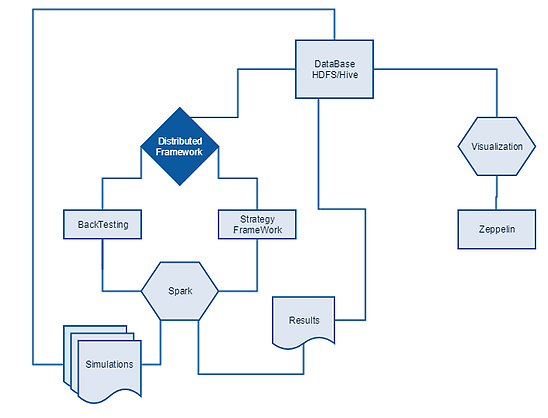 DataBase
HDFS/Hive
Distributed
Framework
Visualization
BackTesting
Strategy
FrameWork
Zeppelin
Spark
Results
Simulations